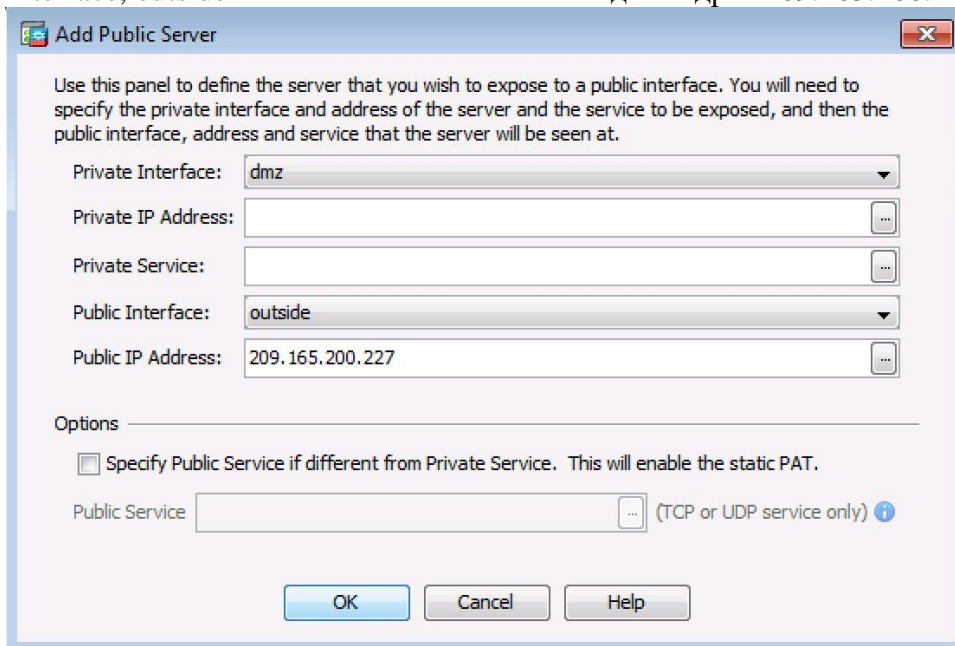 Add Public Server
Use this panel to define the server that you wish to expose to a public interface. You will need to
specify the private interface and address of the server and the service to be exposed, and then the
public interface, address and service that the server will be seen at.
Private Interface: dmz
Private IP Address: ...
Private Service: ...
Public Interface: outside
Public IP Address: 209.165.200.227 ...
Options
Specify Public Service if different from Private Service. This will enable the static PAT.
Public Service ... (TCP or UDP service only) i
OK Cancel Help